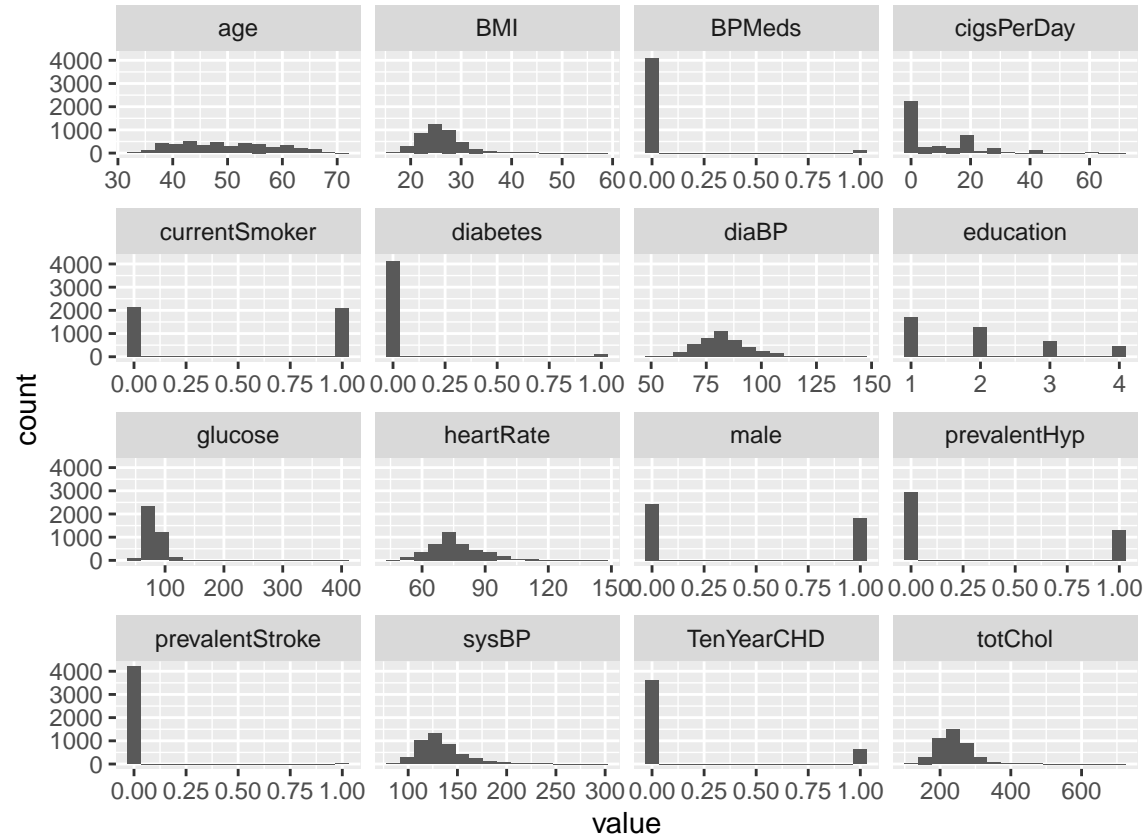 age BMI BPMeds cigsPerDay
4000
3000
2000
1000
0
30 40 50 60 70 20 30 40 50 60 0.00 0.25 0.50 0.75 1.00 0 20 40 60
currentSmoker diabetes diaBP education
4000
3000
2000
1000
0
0.00 0.25 0.50 0.75 1.00 0.00 0.25 0.50 0.75 1.00 50 75 100 125 150 1 2 3 4
glucose heartRate male prevalentHyp
4000
3000
2000
1000
0
100 200 300 400 60 90 120 150 0.00 0.25 0.50 0.75 1.00 0.00 0.25 0.50 0.75 1.00
prevalentStroke sysBP TenYearCHD totChol
4000
3000
2000
1000
0
0.00 0.25 0.50 0.75 1.00 100 150 200 250 300 0.00 0.25 0.50 0.75 1.00 200 400 600
count
value